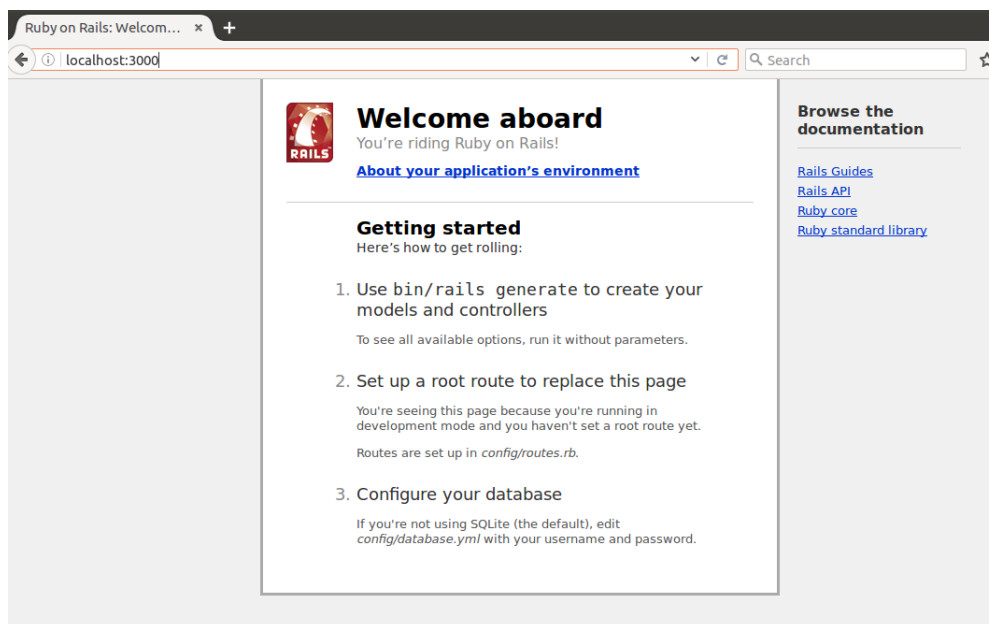 Ruby on Rails: Welcom...
localhost:3000
Search
RAILS
Welcome aboard
You're riding Ruby on Rails!
About your application's environment
Getting started
Here's how to get rolling:
1. Use bin/rails generate to create your
models and controllers
To see all available options, run it without parameters.
2. Set up a root route to replace this page
You're seeing this page because you're running in
development mode and you haven't set a root route yet.
Routes are set up in config/routes.rb.
3. Configure your database
If you're not using SQLite (the default), edit
config/database.yml with your username and password.
Browse the
documentation
Rails Guides
Rails API
Ruby core
Ruby standard library